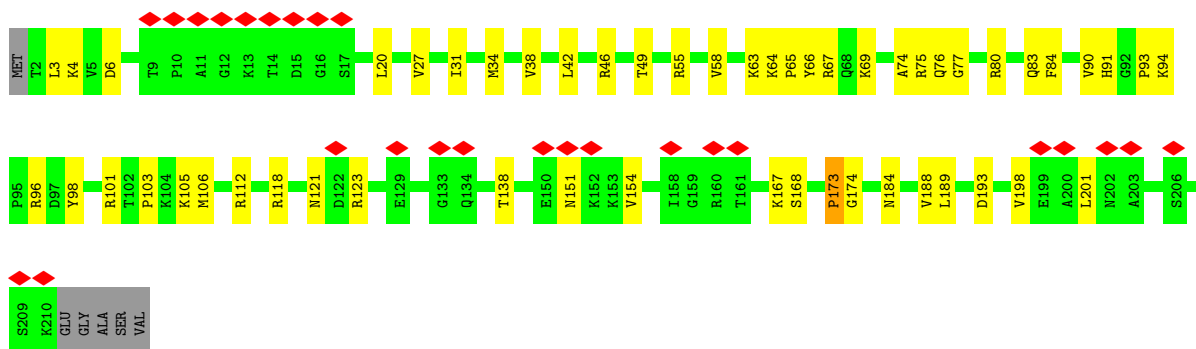 MET T2 L3 K4 V5 D6 T9 P10 A11 G12 K13 T14 D15 G16 S17 L20 V27 I31 M34 V38 L42 R46 T49 R55 V58 K63 K64 P65 Y66 R67 Q68 K69 A74 R75 Q76 G77 R80 Q83 F84 V90 H91 G92 P93 K94
P95 R96 D97 Y98 R101 T102 P103 K104 K105 M106 R112 R118 N121 D122 R123 E129 G133 Q134 T138 E150 N151 K152 K153 V154 I158 G159 R160 T161 K167 S168 P173 G174 N184 V188 L189 D193 V198 E199 A200 L201 N202 A203 S206
S209 K210 GLU GLY ALA SER VAL